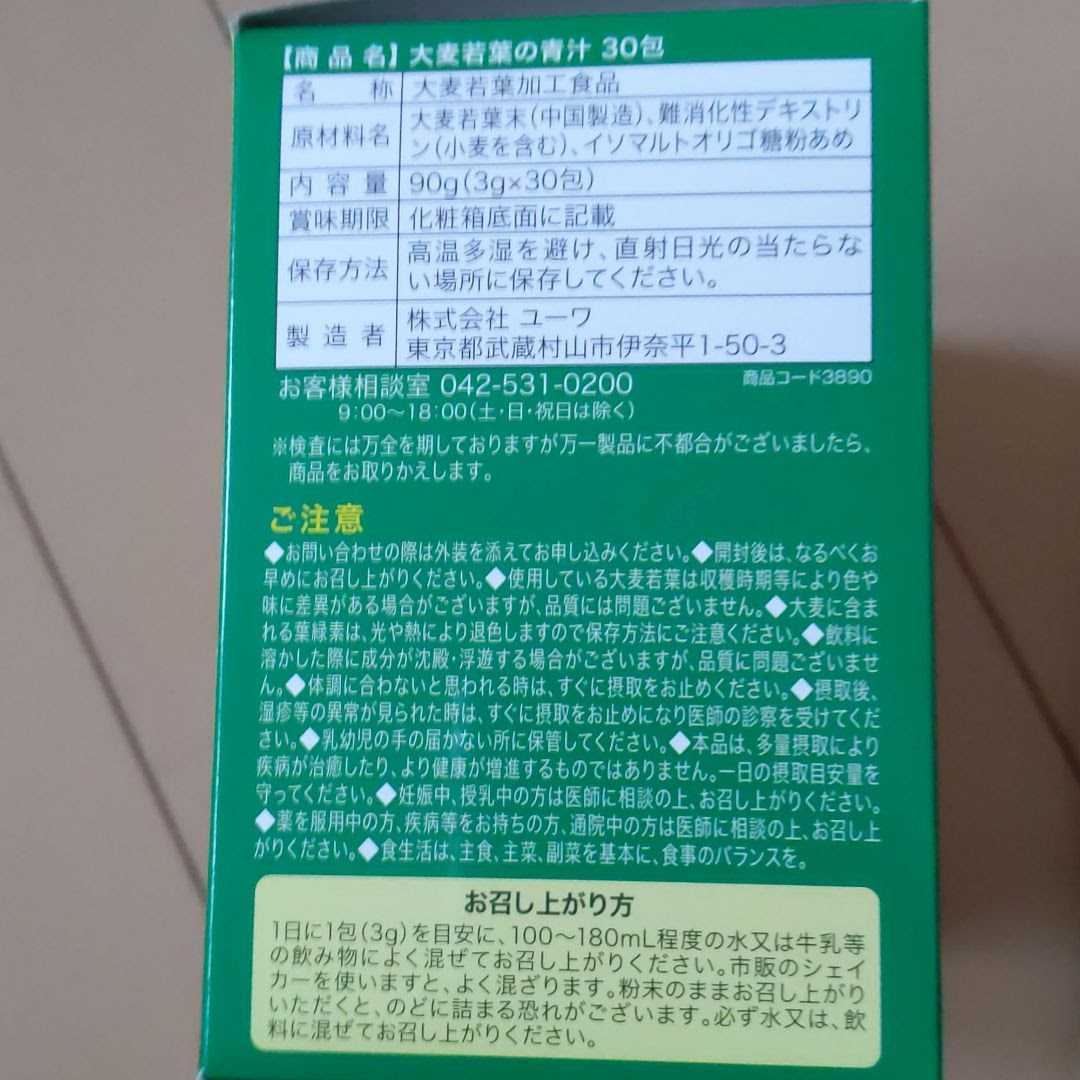 【商品名】大麦若葉の青汁 30包
名称 大麦若葉加工食品
原材料名 大麦若葉末(中国製造)、難消化性デキストリ
ン(小麦を含む)、イソマルトオリゴ糖粉あめ
内容量 90g(3g×30包)
賞味期限 化粧箱底面に記載
保存方法 高温多湿を避け、直射日光の当たらな
い場所に保存してください。
製造者 株式会社 ユーワ
東京都武蔵村山市伊奈平1-50-3
お客様相談室 042-531-0200 商品コード3890
9:00～18:00(土・日・祝日は除く)
※検査には万全を期しておりますが万一製品に不都合がございましたら、
商品をお取りかえします。
ご注意
◆お問い合わせの際は外装を添えてお申し込みください。◆開封後は、なるべくお
早めにお召し上がりください。◆使用している大麦若葉は収穫時期等により色や
味に差異がある場合がございますが、品質には問題ございません。◆大麦に含ま
れる葉緑素は、光や熱により退色しますので保存方法にご注意ください。◆飲料に
溶かした際に成分が沈殿・浮遊する場合がございますが、品質に問題ございませ
ん。◆体調に合わないと思われる時は、すぐに摂取をお止めください。◆摂取後、
湿疹等の異常が見られた時は、すぐに摂取をお止めになり医師の診察を受けてくだ
さい。◆乳幼児の手の届かない所に保管してください。◆本品は、多量摂取により
疾病が治癒したり、より健康が増進するものではありません。一日の摂取目安量を
守ってください。◆妊娠中、授乳中の方は医師に相談の上、お召し上がりください。
◆薬を服用中の方、疾病等をお持ちの方、通院中の方は医師に相談の上、お召し上
がりください。◆食生活は、主食、主菜、副菜を基本に、食事のバランスを。
お召し上がり方
1日に1包(3g)を目安に、100～180mL程度の水又は牛乳等
の飲み物によく混ぜてお召し上がりください。市販のシェイ
カーを使いますと、よく混ざります。粉末のままお召し上がり
いただくと、のどに詰まる恐れがございます。必ず水又は、飲
料に混ぜてお召し上がりください。